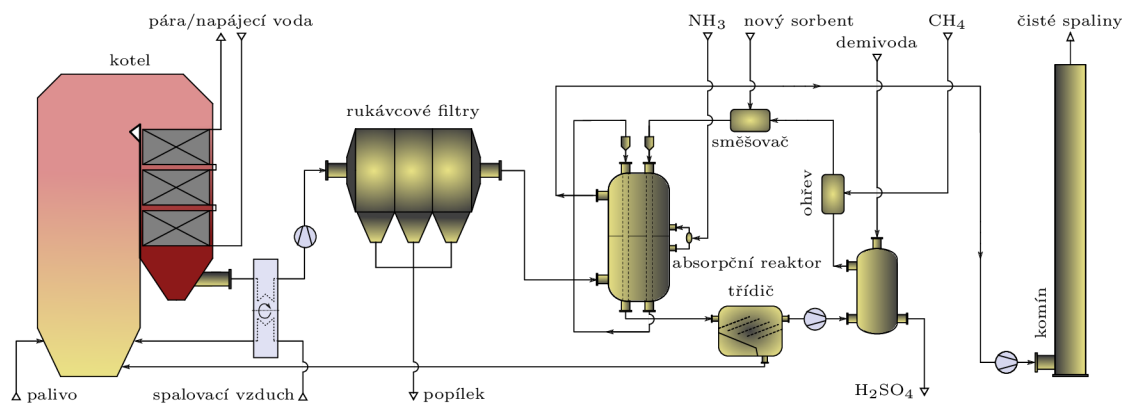 pára/napájecí voda
NH3
nový sorbent
CH4
čisté spaliny
demivoda
kotel
rukávcové filtry
směšovač
ohřev
absorpční reaktor
třídič
komín
palivo
spalovací vzduch
popílek
H2SO4